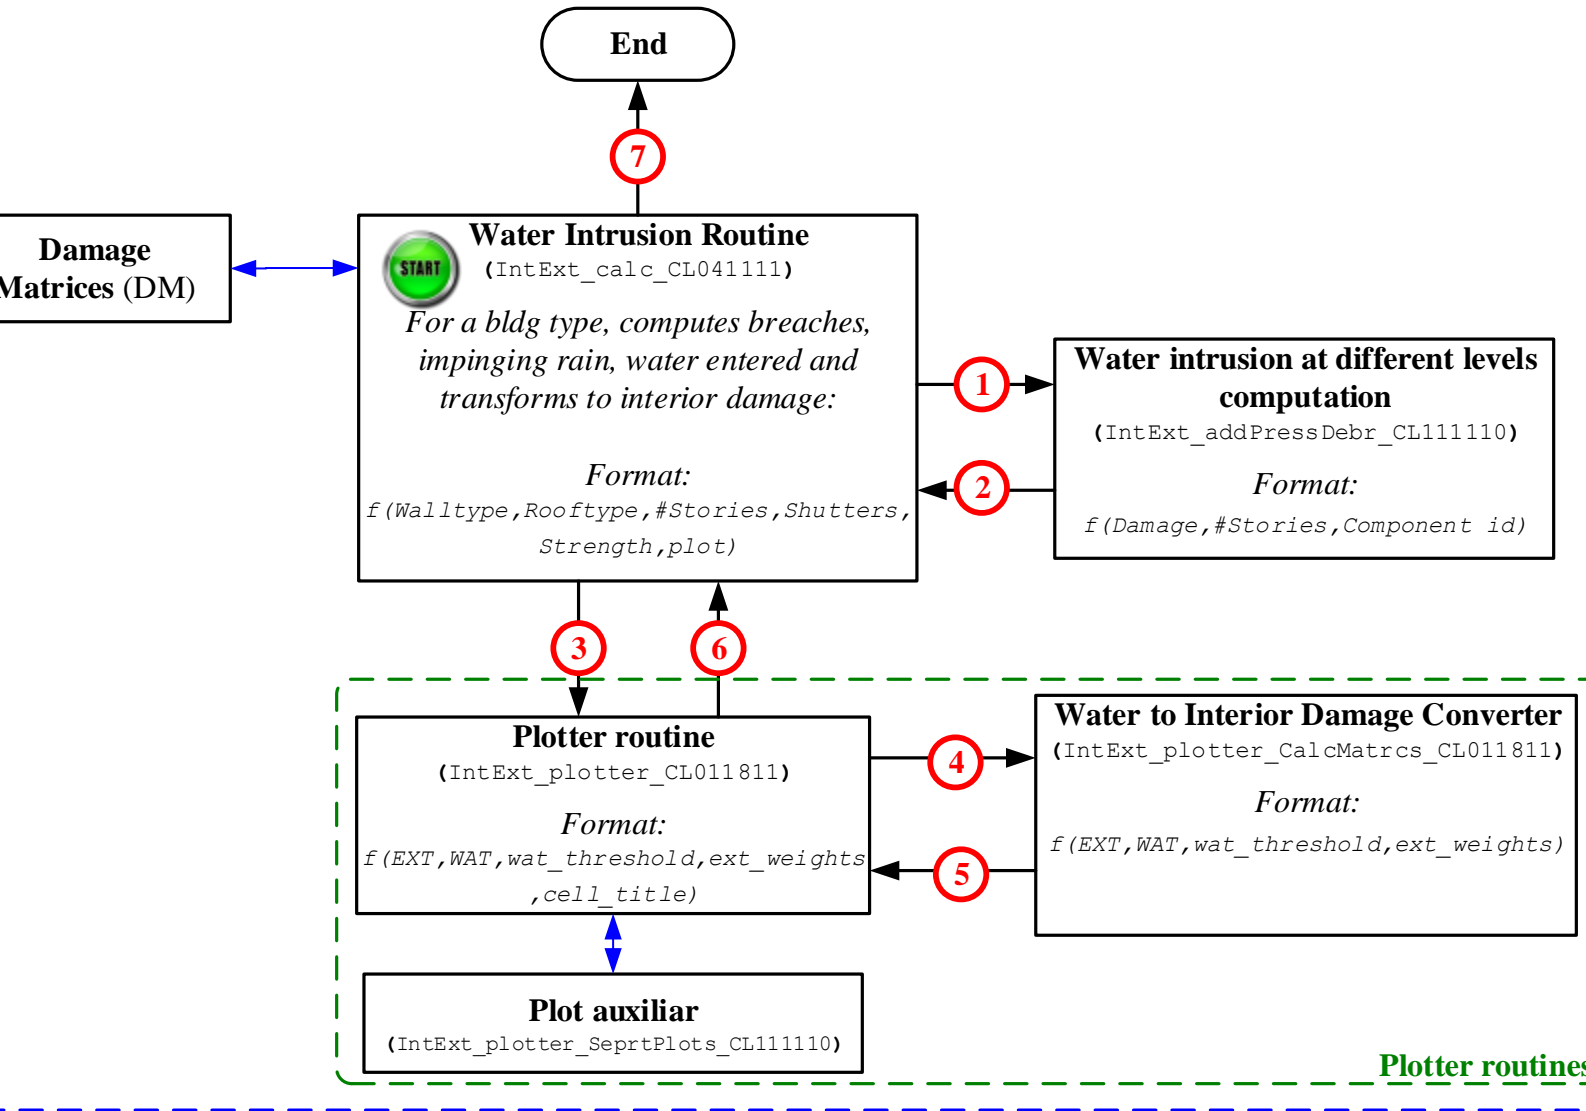 End
7
Damage
Matrices (DM)
START
Water Intrusion Routine
(IntExt_calc_CL041111)
For a bldg type, computes breaches,
impinging rain, water entered and
transforms to interior damage:
Format:
f(Walltype,Rooftype,#Stories,Shutters,
Strength,plot)
1
2
Water intrusion at different levels
computation
(IntExt_addPressDebr_CL111110)
Format:
f(Damage,#Stories,Component id)
3
6
Plotter routine
(IntExt_plotter_CL011811)
Format:
f(EXT,WAT,wat_threshold,ext_weights
,cell_title)
4
5
Water to Interior Damage Converter
(IntExt_plotter_CalcMatrcs_CL011811)
Format:
f(EXT,WAT,wat_threshold,ext_weights)
Plot auxiliar
(IntExt_plotter_SeprtPlots_CL111110)
Plotter routines